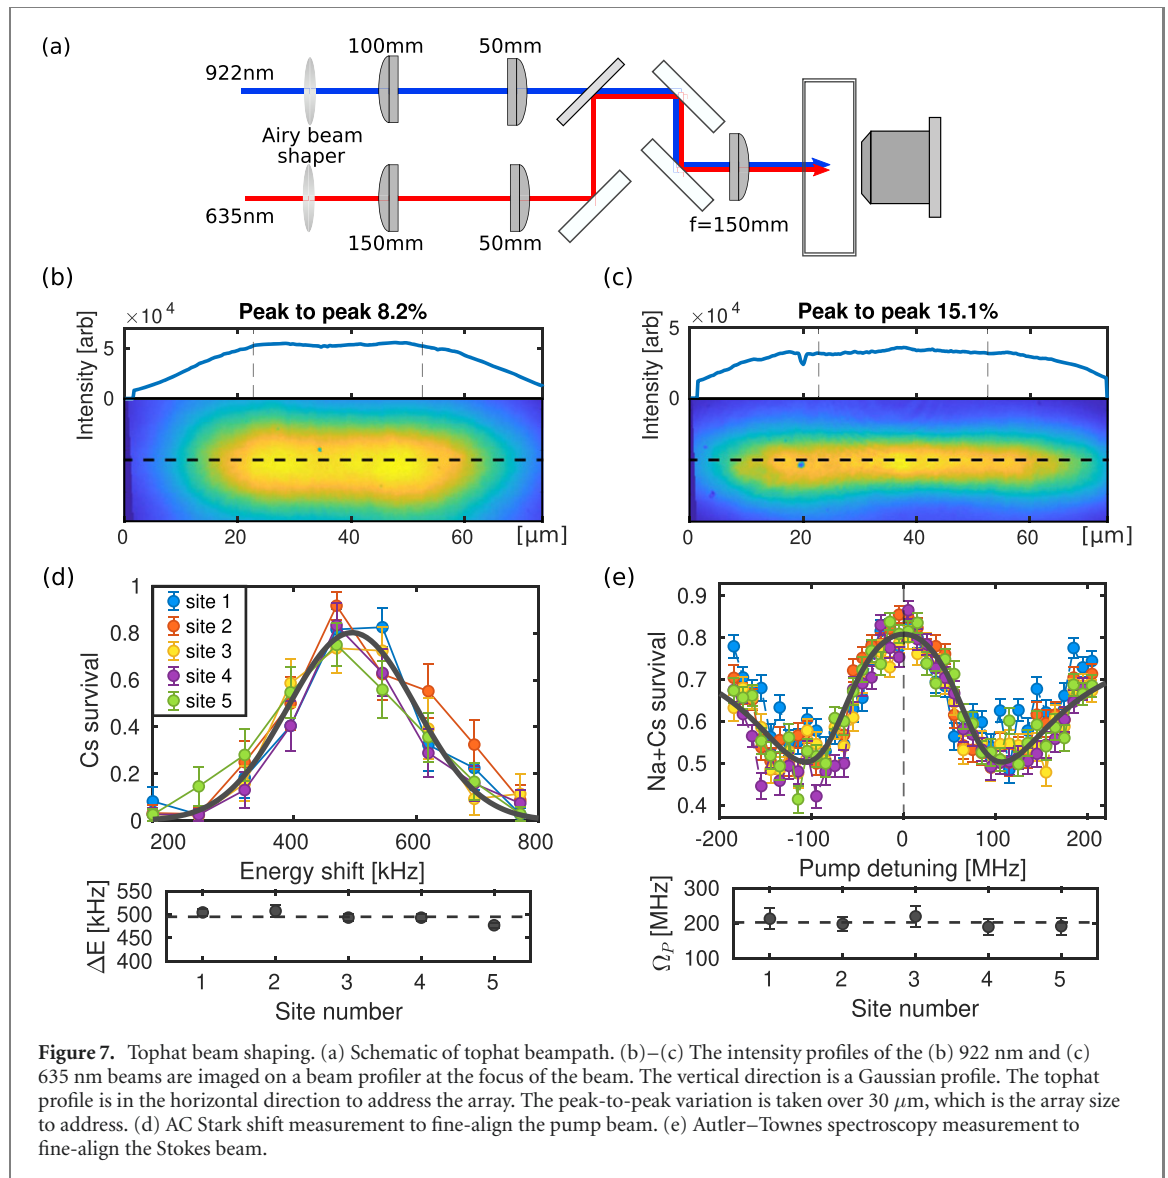 (a)
100mm
50mm
922nm
Airy beam
shaper
635nm
150mm
50mm
f=150mm
(b)
Peak to peak 8.2%
×10 4
Intensity [arb]
5
0
0
20
40
60
[μm]
(c)
Peak to peak 15.1%
×10 4
Intensity [arb]
5
0
0
20
40
60
[μm]
(d)
Cs survival
1
0.8
0.6
0.4
0.2
0
site 1
site 2
site 3
site 4
site 5
200
400
600
800
Energy shift [kHz]
ΔE [kHz]
550
500
450
400
1
2
3
4
5
Site number
(e)
Na+Cs survival
0.9
0.8
0.7
0.6
0.5
0.4
-200
-100
0
100
200
Pump detuning [MHz]
Ω_P [MHz]
300
200
100
1
2
3
4
5
Site number
Figure 7. Tophat beam shaping. (a) Schematic of tophat beampath. (b)–(c) The intensity profiles of the (b) 922 nm and (c)
635 nm beams are imaged on a beam profiler at the focus of the beam. The vertical direction is a Gaussian profile. The tophat
profile is in the horizontal direction to address the array. The peak-to-peak variation is taken over 30 μm, which is the array size
to address. (d) AC Stark shift measurement to fine-align the pump beam. (e) Autler–Townes spectroscopy measurement to
fine-align the Stokes beam.